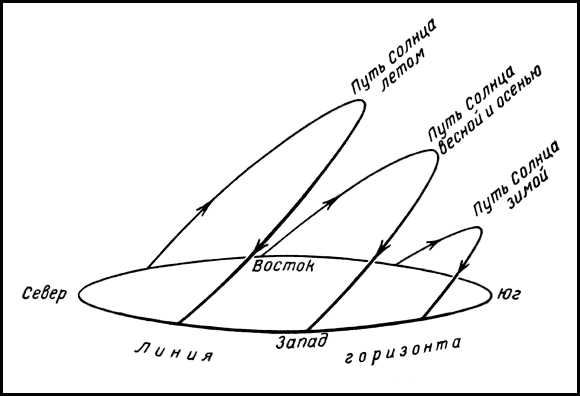 Путь солнца
летом
Путь солнца
весной и осенью
Путь солнца
зимой
Восток
Север
Юг
Запад
Линия горизонта